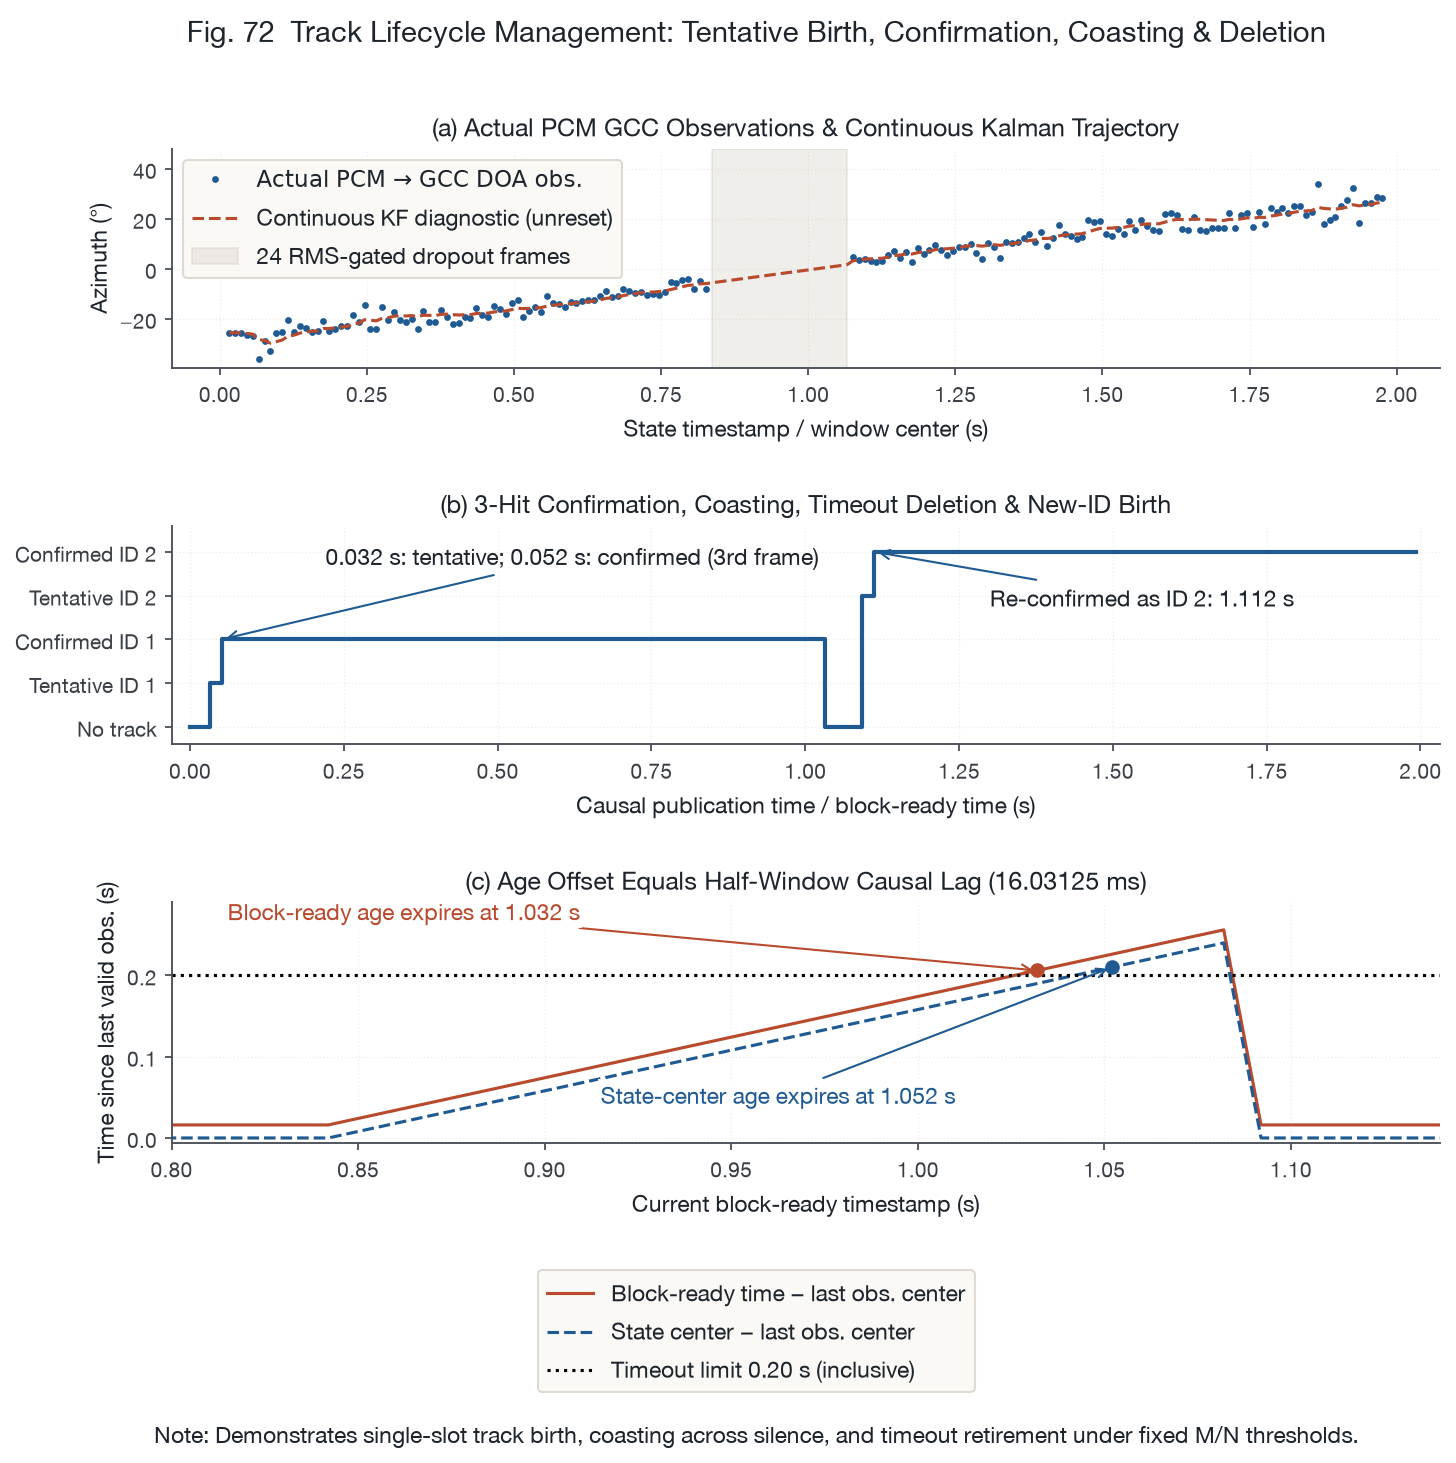 Fig. 72  Track Lifecycle Management: Tentative Birth, Confirmation, Coasting & Deletion
(a) Actual PCM GCC Observations & Continuous Kalman Trajectory
Actual PCM → GCC DOA obs.
Continuous KF diagnostic (unreset)
24 RMS-gated dropout frames
Azimuth (°)
40
20
0
−20
0.00 0.25 0.50 0.75 1.00 1.25 1.50 1.75 2.00
State timestamp / window center (s)
(b) 3-Hit Confirmation, Coasting, Timeout Deletion & New-ID Birth
Confirmed ID 2
Tentative ID 2
Confirmed ID 1
Tentative ID 1
No track
0.032 s: tentative; 0.052 s: confirmed (3rd frame)
Re-confirmed as ID 2: 1.112 s
0.00 0.25 0.50 0.75 1.00 1.25 1.50 1.75 2.00
Causal publication time / block-ready time (s)
(c) Age Offset Equals Half-Window Causal Lag (16.03125 ms)
Time since last valid obs. (s)
0.2
0.1
0.0
Block-ready age expires at 1.032 s
State-center age expires at 1.052 s
0.80 0.85 0.90 0.95 1.00 1.05 1.10
Current block-ready timestamp (s)
Block-ready time – last obs. center
State center – last obs. center
Timeout limit 0.20 s (inclusive)
Note: Demonstrates single-slot track birth, coasting across silence, and timeout retirement under fixed M/N thresholds.